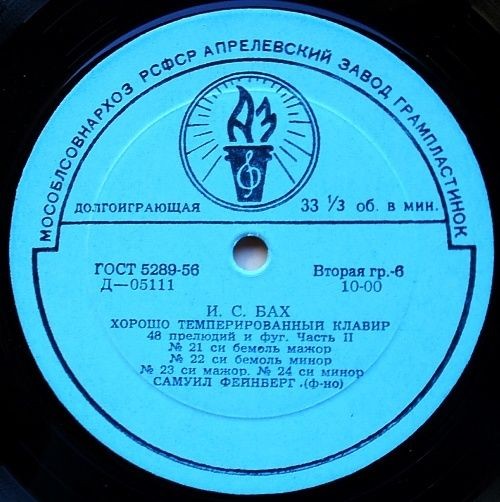 МОСОБЛСОВНАРХОЗ РСФСР АПРЕЛЕВСКИЙ ЗАВОД ГРАМПЛАСТИНОК
АЗ
ДОЛГОИГРАЮЩАЯ 33 1/3 об. в мин.
ГОСТ 5289-56 Вторая гр.-6
Д—05111 10-00
И. С. БАХ
ХОРОШО ТЕМПЕРИРОВАННЫЙ КЛАВИР
48 прелюдий и фуг. Часть II
№ 21 си бемоль мажор
№ 22 си бемоль минор
№ 23 си мажор. № 24 си минор
САМУИЛ ФЕЙНБЕРГ (ф-но)